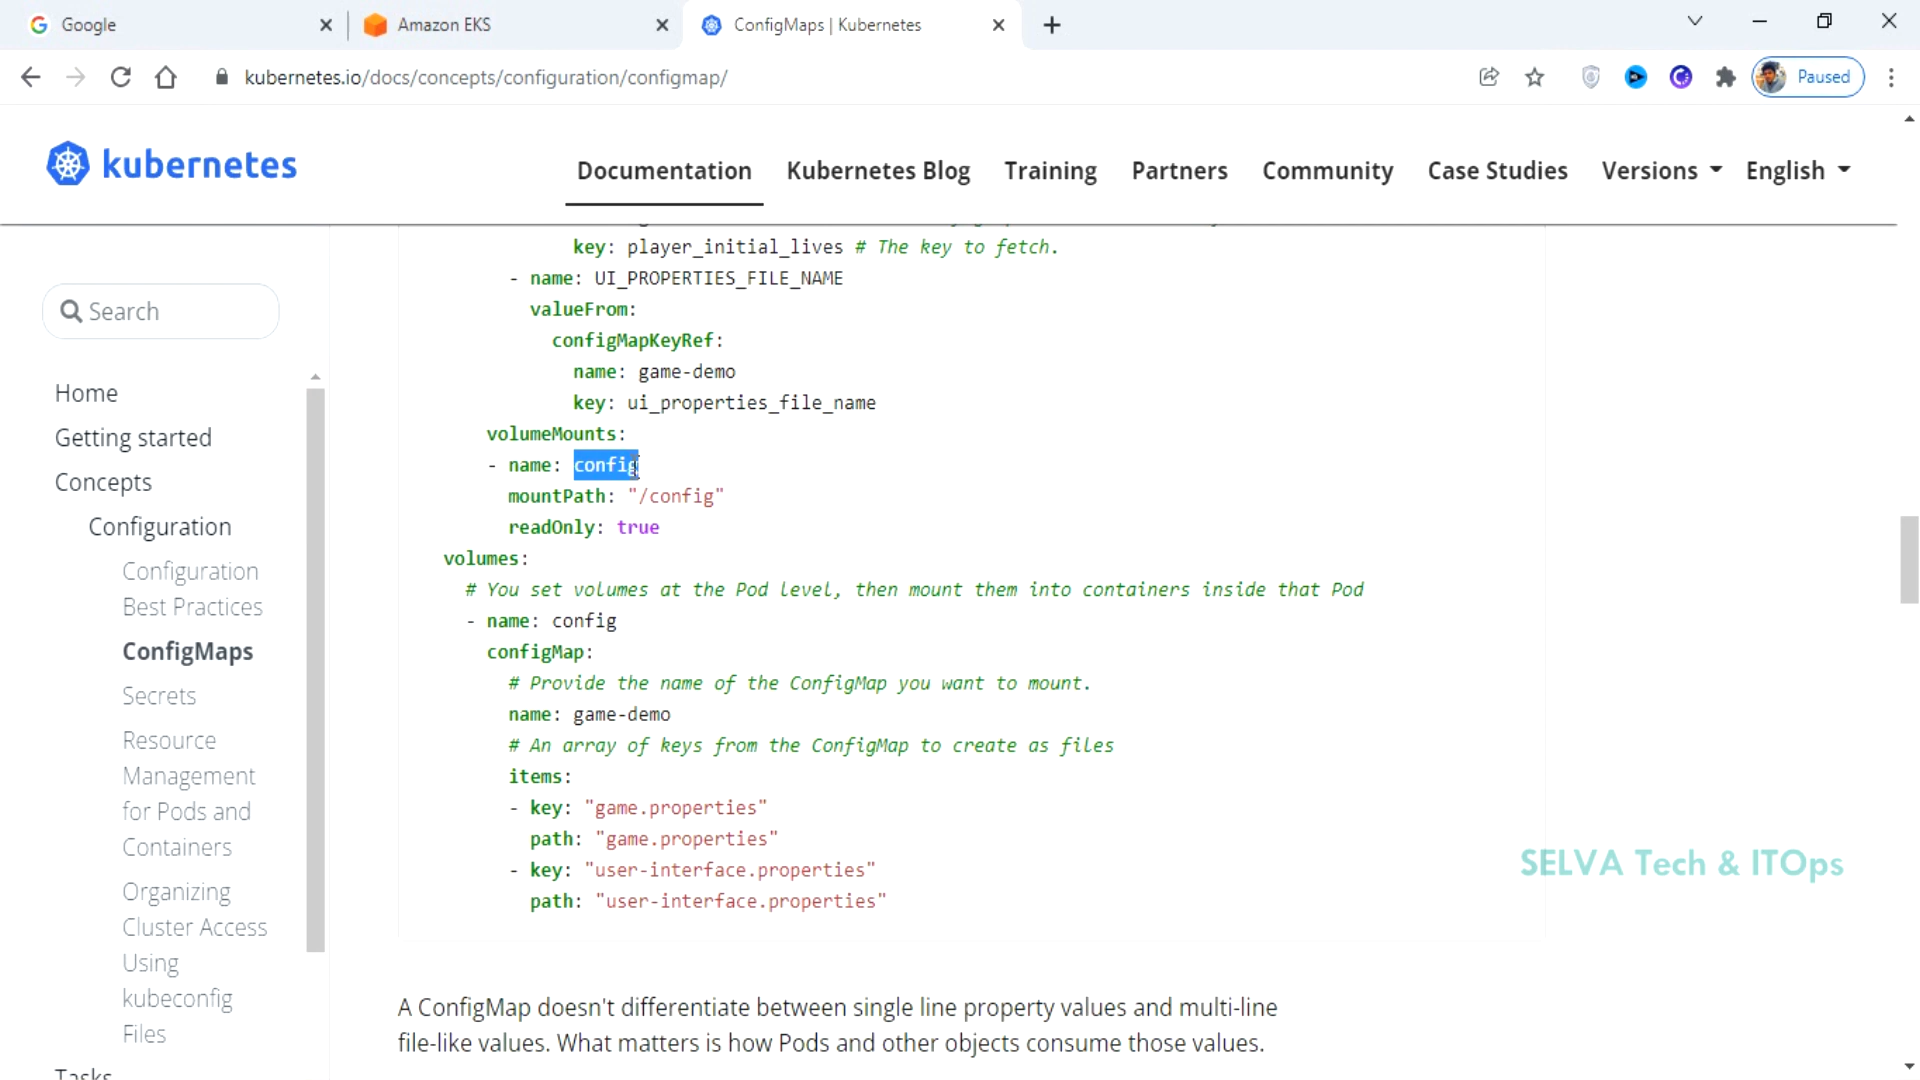 Google
Amazon EKS
ConfigMaps | Kubernetes
kubernetes.io/docs/concepts/configuration/configmap/
Paused
kubernetes
Documentation
Kubernetes Blog
Training
Partners
Community
Case Studies
Versions
English
Search
Home
Getting started
Concepts
Configuration
Configuration
Best Practices
ConfigMaps
Secrets
Resource
Management
for Pods and
Containers
Organizing
Cluster Access
Using
kubeconfig
Files
Tasks
key: player_initial_lives # The key to fetch.
- name: UI_PROPERTIES_FILE_NAME
valueFrom:
configMapKeyRef:
name: game-demo
key: ui_properties_file_name
volumeMounts:
- name: config
mountPath: "/config"
readOnly: true
volumes:
# You set volumes at the Pod level, then mount them into containers inside that Pod
- name: config
configMap:
# Provide the name of the ConfigMap you want to mount.
name: game-demo
# An array of keys from the ConfigMap to create as files
items:
- key: "game.properties"
path: "game.properties"
- key: "user-interface.properties"
path: "user-interface.properties"
SELVA Tech & ITOps
A ConfigMap doesn't differentiate between single line property values and multi-line
file-like values. What matters is how Pods and other objects consume those values.